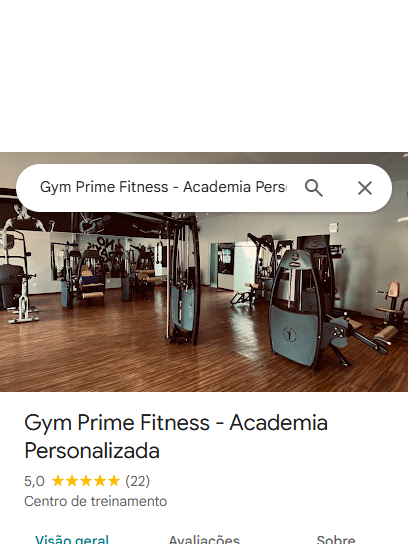 Gym Prime Fitness - Academia Pers
Gym Prime Fitness - Academia
Personalizada
5,0 ★★★★★ (22)
Centro de treinamento
Visão geral Avaliações Sobre